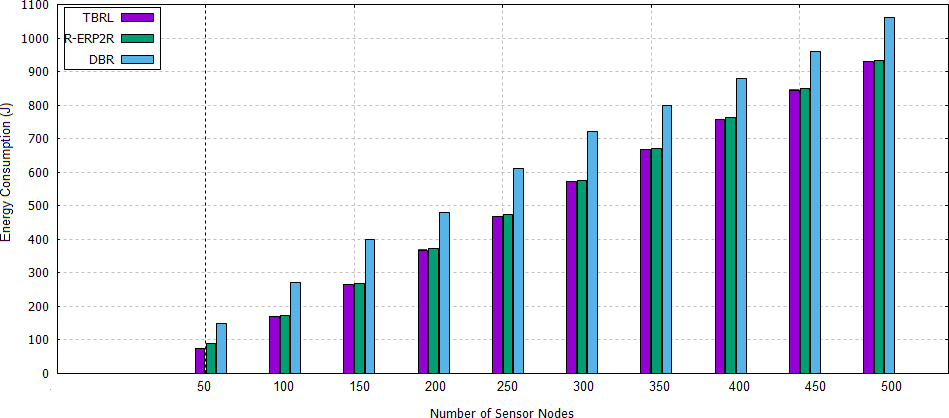 1100
1000
900
800
700
600
500
400
300
200
100
0
Energy Consumption (J)
TBRL
R-ERP2R
DBR
50 100 150 200 250 300 350 400 450 500
Number of Sensor Nodes